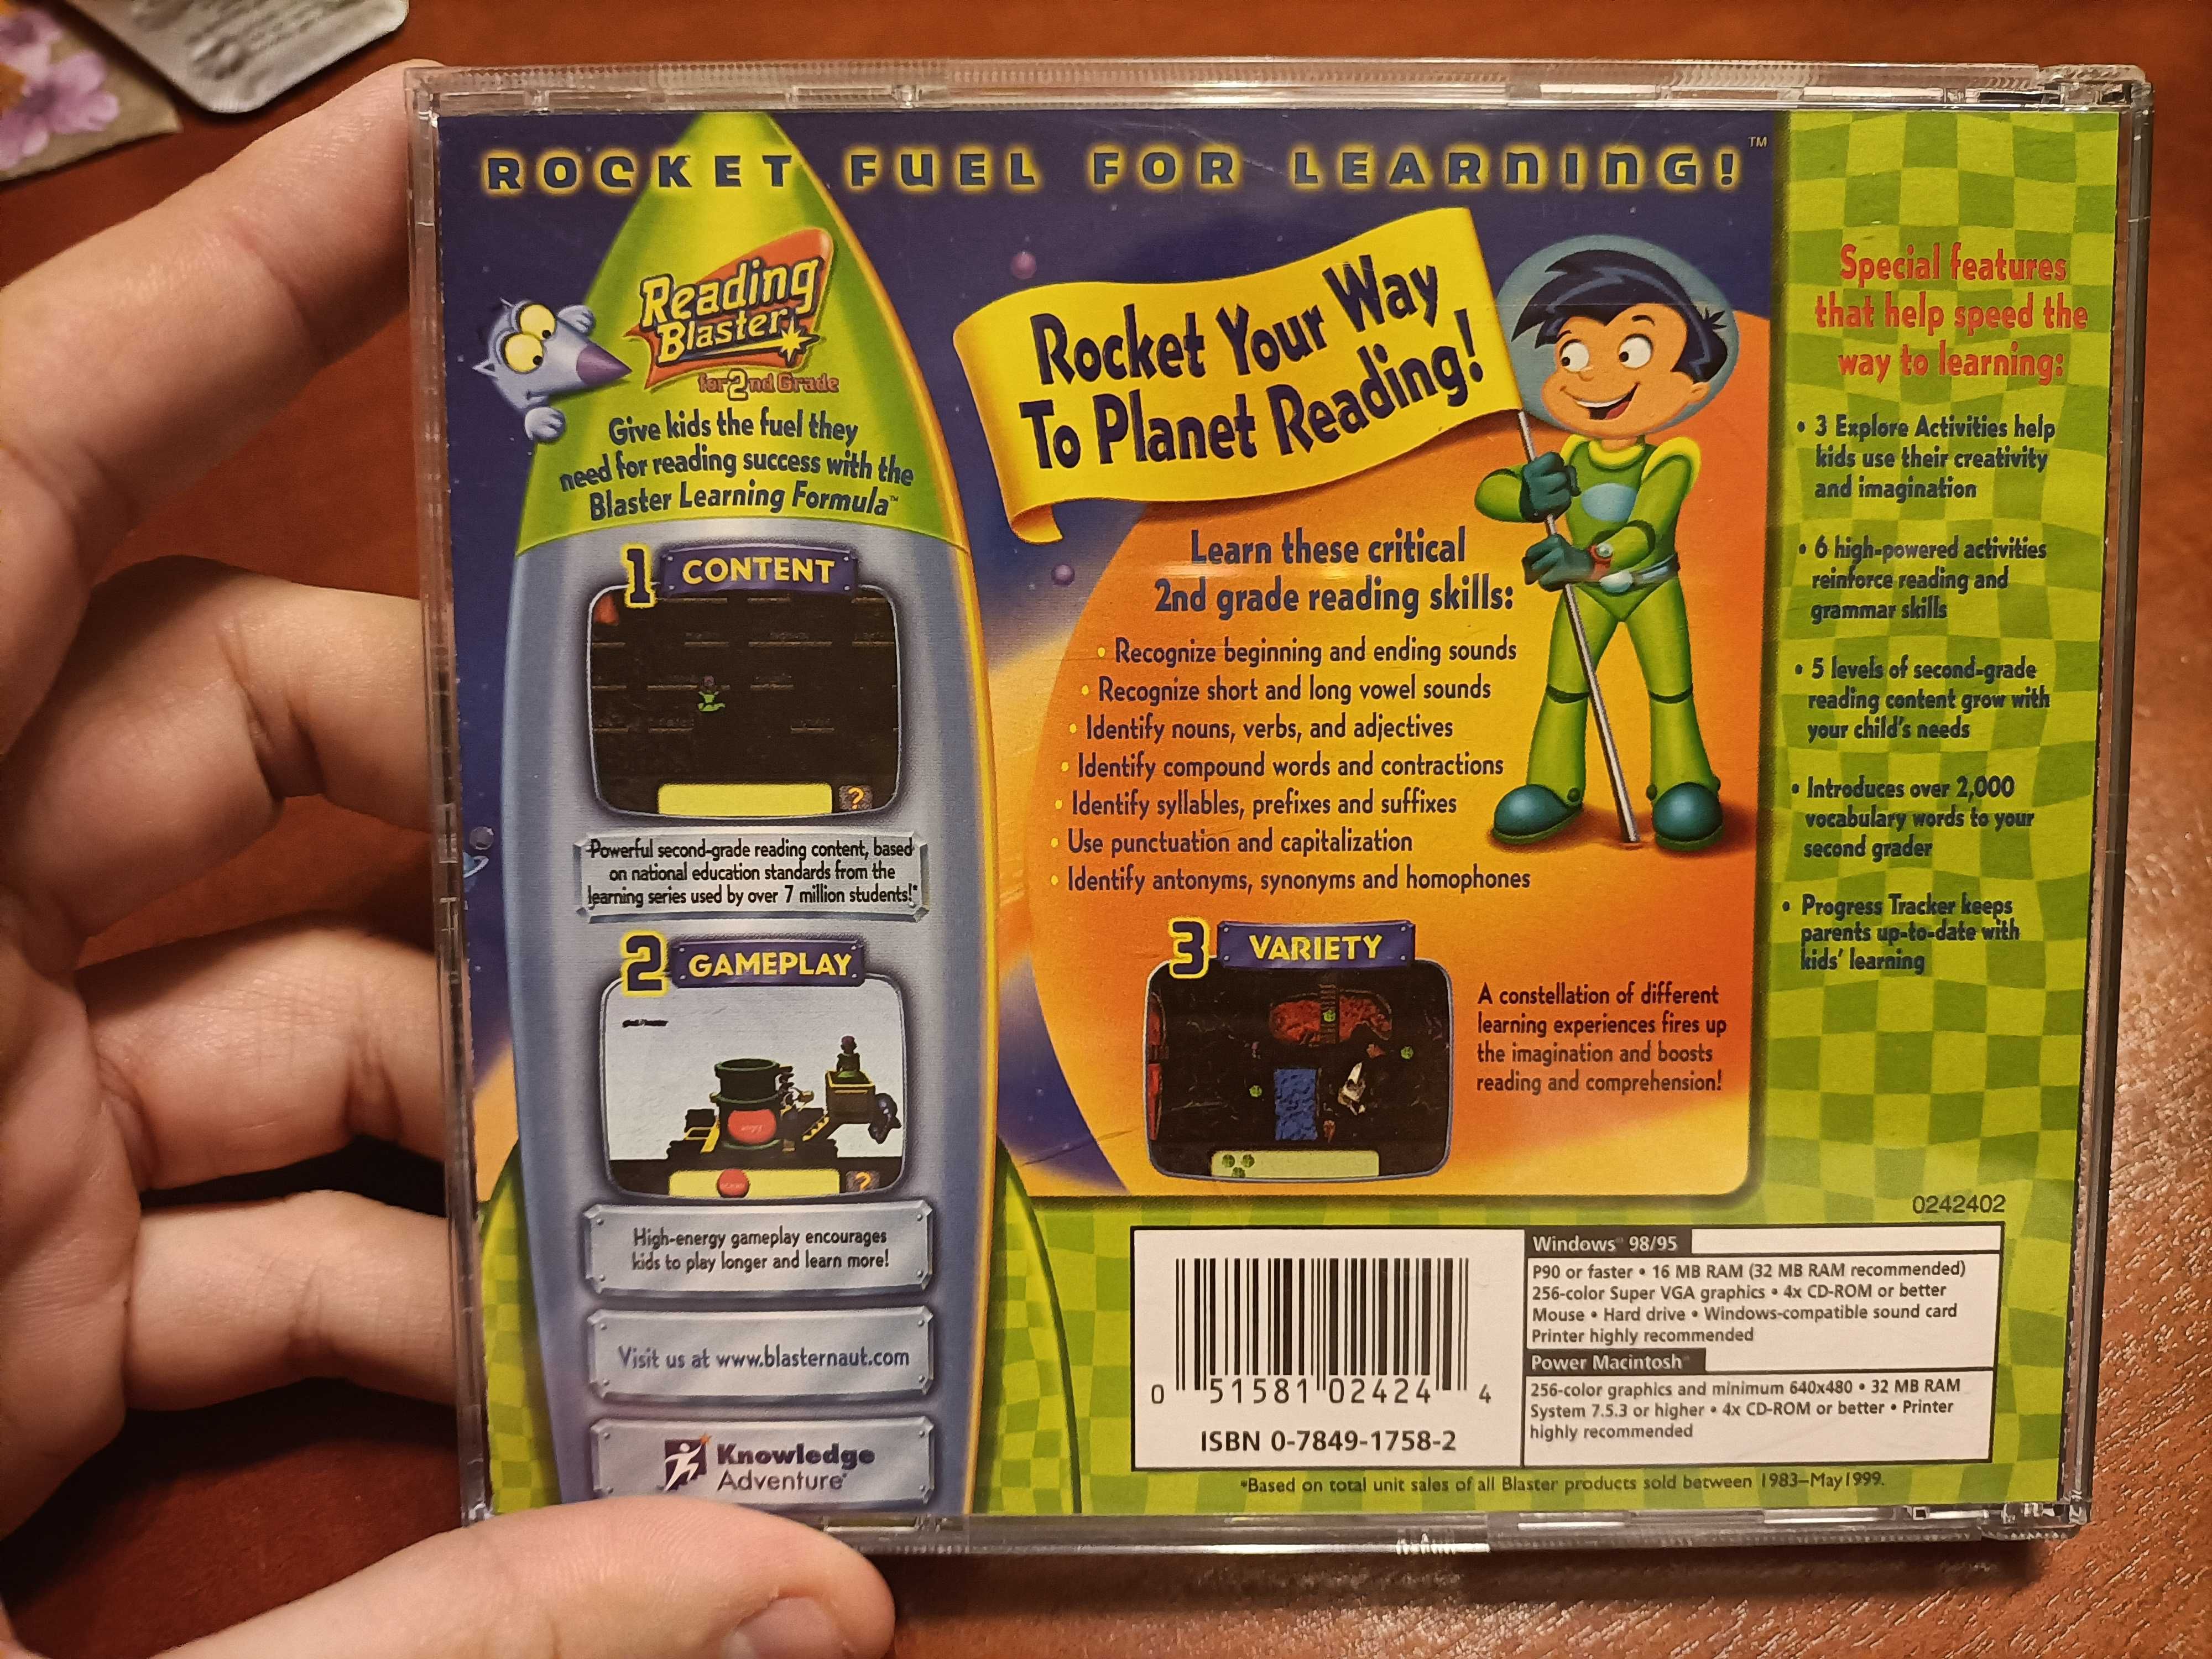 ROCKET FUEL FOR LEARNING!™
Reading
Blaster
for 2nd Grade
Give kids the fuel they
need for reading success with the
Blaster Learning Formula™
1 CONTENT
?
Powerful second-grade reading content, based
on national education standards from the
learning series used by over 7 million students!*
2 GAMEPLAY
?
High-energy gameplay encourages
kids to play longer and learn more!
Visit us at www.blasternaut.com
Knowledge
Adventure®
Rocket Your Way
To Planet Reading!
Learn these critical
2nd grade reading skills:
• Recognize beginning and ending sounds
• Recognize short and long vowel sounds
• Identify nouns, verbs, and adjectives
• Identify compound words and contractions
• Identify syllables, prefixes and suffixes
• Use punctuation and capitalization
• Identify antonyms, synonyms and homophones
3 VARIETY
A constellation of different
learning experiences fires up
the imagination and boosts
reading and comprehension!
Special features
that help speed the
way to learning:
• 3 Explore Activities help
kids use their creativity
and imagination
• 6 high-powered activities
reinforce reading and
grammar skills
• 5 levels of second-grade
reading content grow with
your child's needs
• Introduces over 2,000
vocabulary words to your
second grader
• Progress Tracker keeps
parents up-to-date with
kids' learning
0242402
0 51581 02424 4
ISBN 0-7849-1758-2
Windows® 98/95
P90 or faster • 16 MB RAM (32 MB RAM recommended)
256-color Super VGA graphics • 4x CD-ROM or better
Mouse • Hard drive • Windows-compatible sound card
Printer highly recommended
Power Macintosh®
256-color graphics and minimum 640x480 • 32 MB RAM
System 7.5.3 or higher • 4x CD-ROM or better • Printer
highly recommended
*Based on total unit sales of all Blaster products sold between 1983–May1999.